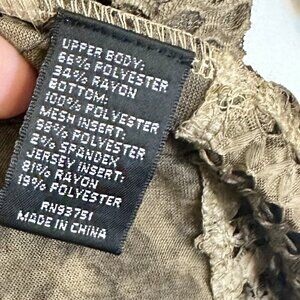 UPPER BODY:
66% POLYESTER
34% RAYON
BOTTOM:
100% POLYESTER
MESH INSERT:
98% POLYESTER
2% SPANDEX
JERSEY INSERT:
81% RAYON
19% POLYESTER
RN93751
MADE IN CHINA